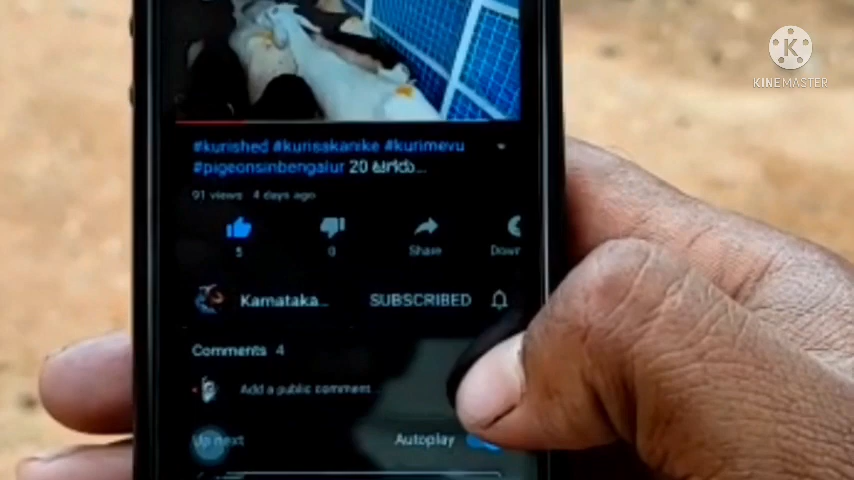 KINEMASTER
#kurished #kurisakanike #kurimevu
#pigeonsinbengalur 20
91 views 4 days ago
5
0
Share
Down
Karnataka...
SUBSCRIBED
Comments 4
Add a public comment...
Up next
Autoplay